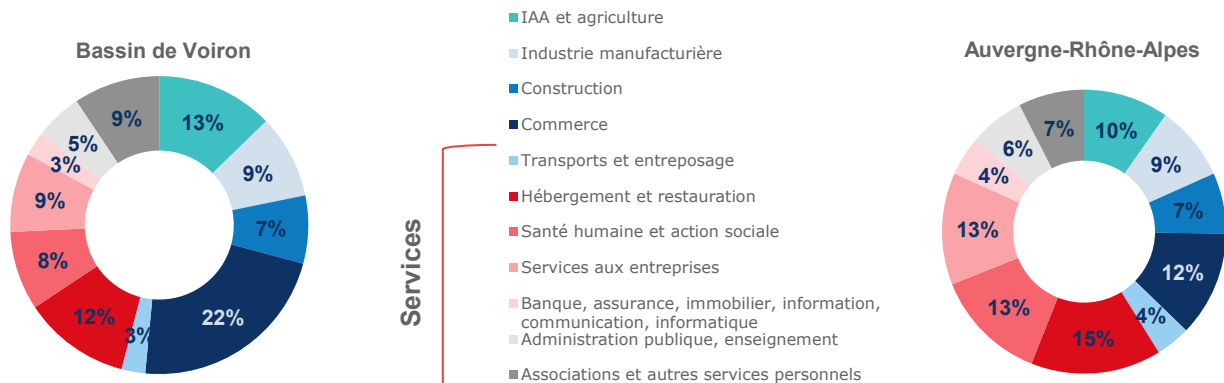 Bassin de Voiron
13%
9%
7%
22%
3%
12%
8%
9%
3%
5%
9%
Services
IAA et agriculture
Industrie manufacturière
Construction
Commerce
Transports et entreposage
Hébergement et restauration
Santé humaine et action sociale
Services aux entreprises
Banque, assurance, immobilier, information,
communication, informatique
Administration publique, enseignement
Associations et autres services personnels
Auvergne-Rhône-Alpes
10%
9%
7%
12%
4%
15%
13%
13%
4%
6%
7%